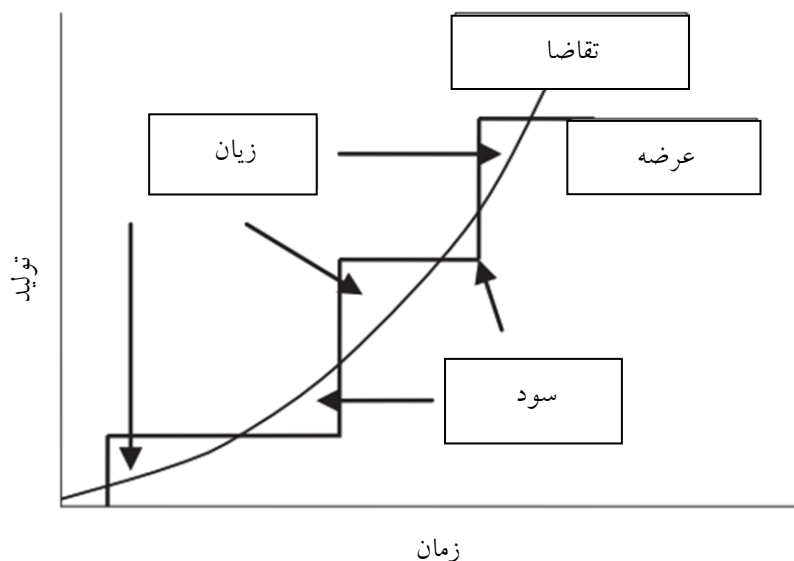 تقاضا
زیان
عرضه
تولید
سود
زمان